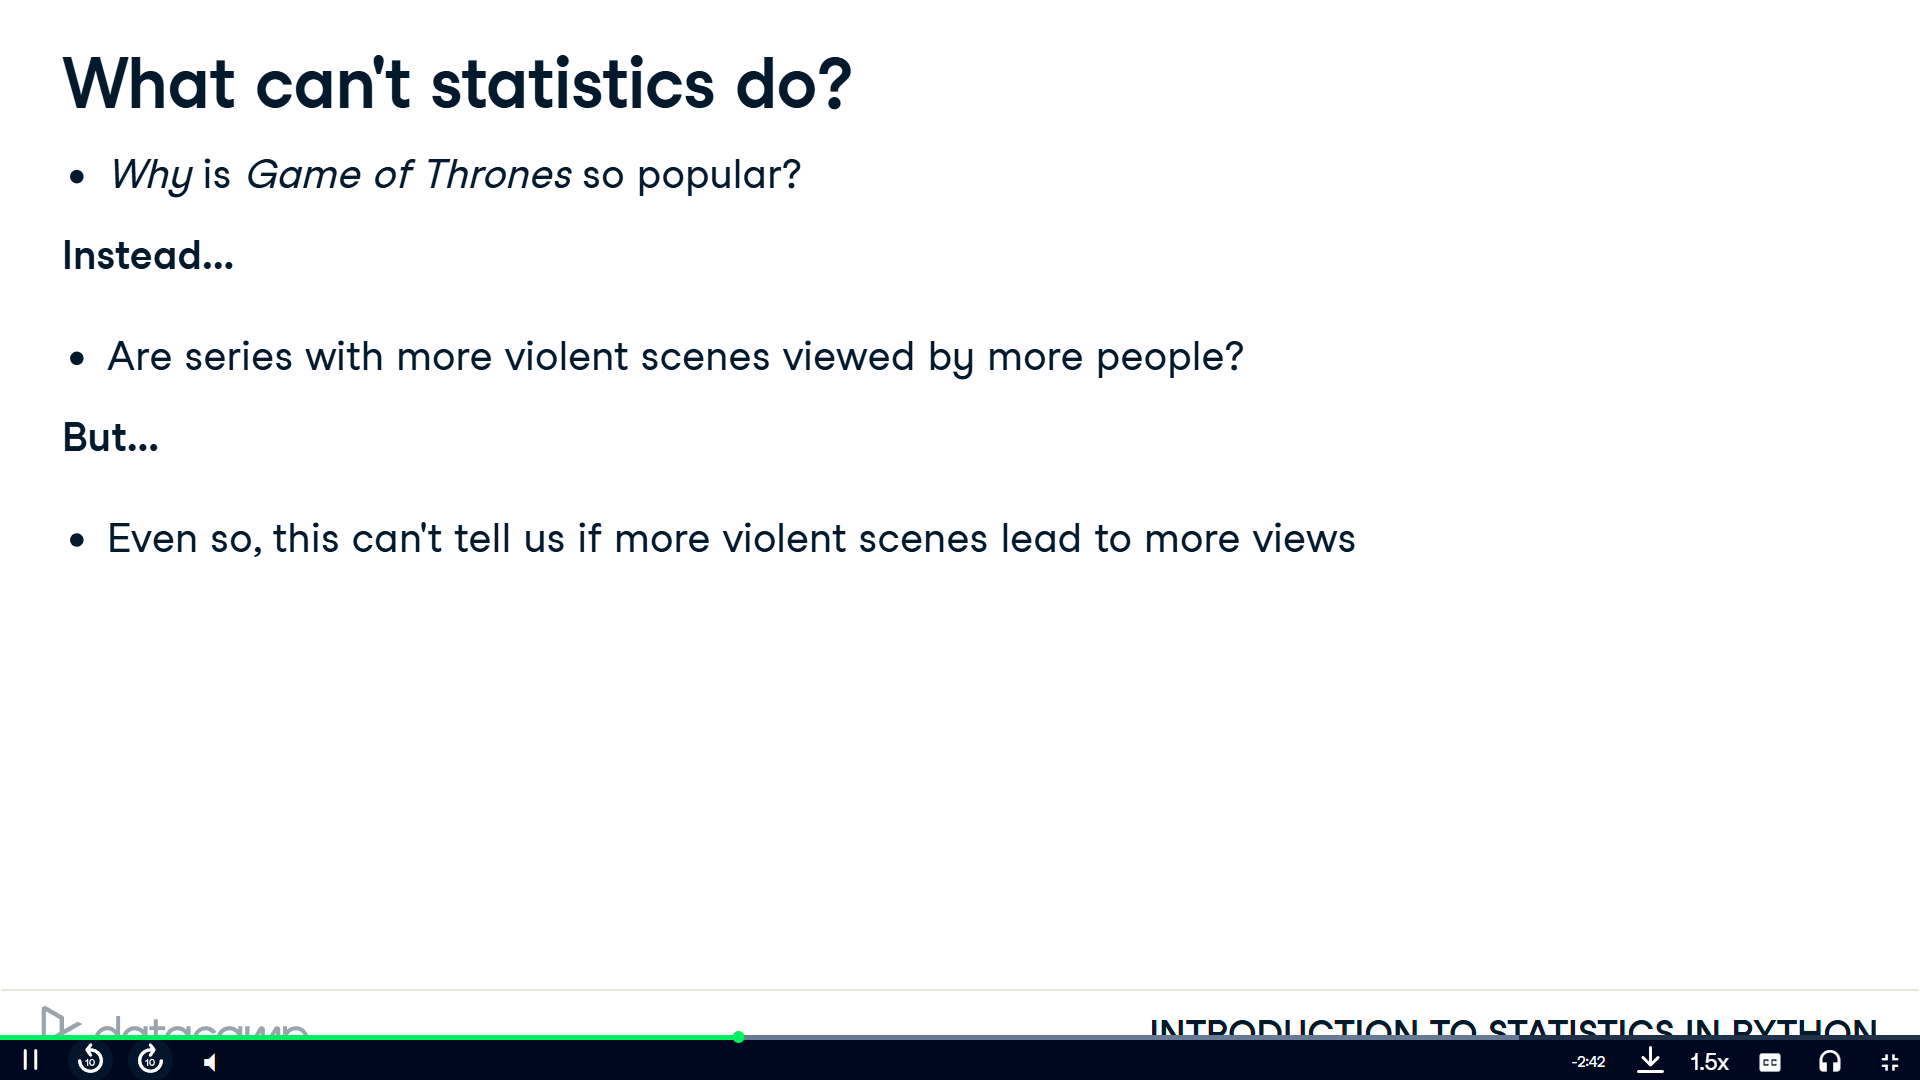 What can't statistics do?
• Why is Game of Thrones so popular?
Instead...
• Are series with more violent scenes viewed by more people?
But...
• Even so, this can't tell us if more violent scenes lead to more views
datacamp
INTRODUCTION TO STATISTICS IN PYTHON
10
10
-2:42
1.5x
CC